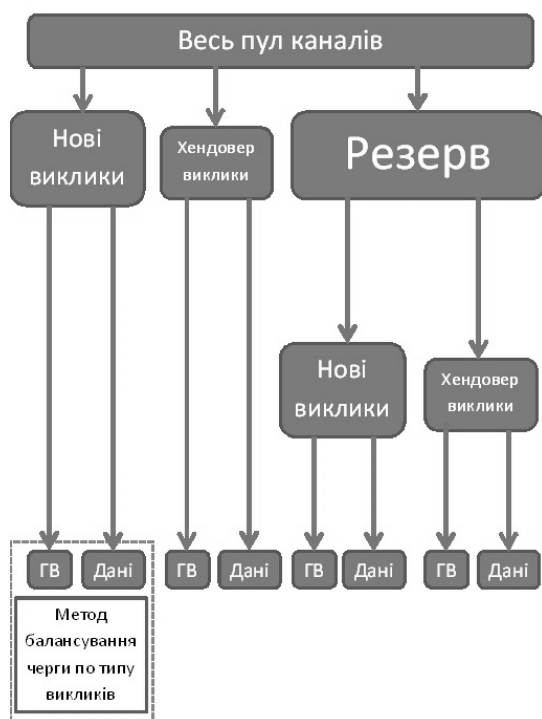 Весь пул каналів
Нові
виклики
Хендовер
виклики
Резерв
Нові
виклики
Хендовер
виклики
ГВ
Дані
ГВ
Дані
ГВ
Дані
ГВ
Дані
Метод
балансування
черги по типу
викликів